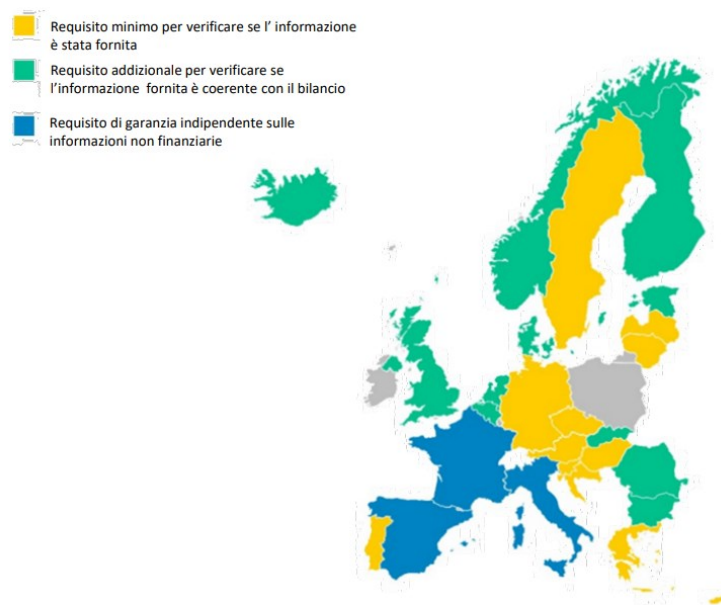 Requisito minimo per verificare se l' informazione
è stata fornita
Requisito addizionale per verificare se
l'informazione fornita è coerente con il bilancio
Requisito di garanzia indipendente sulle
informazioni non finanziarie